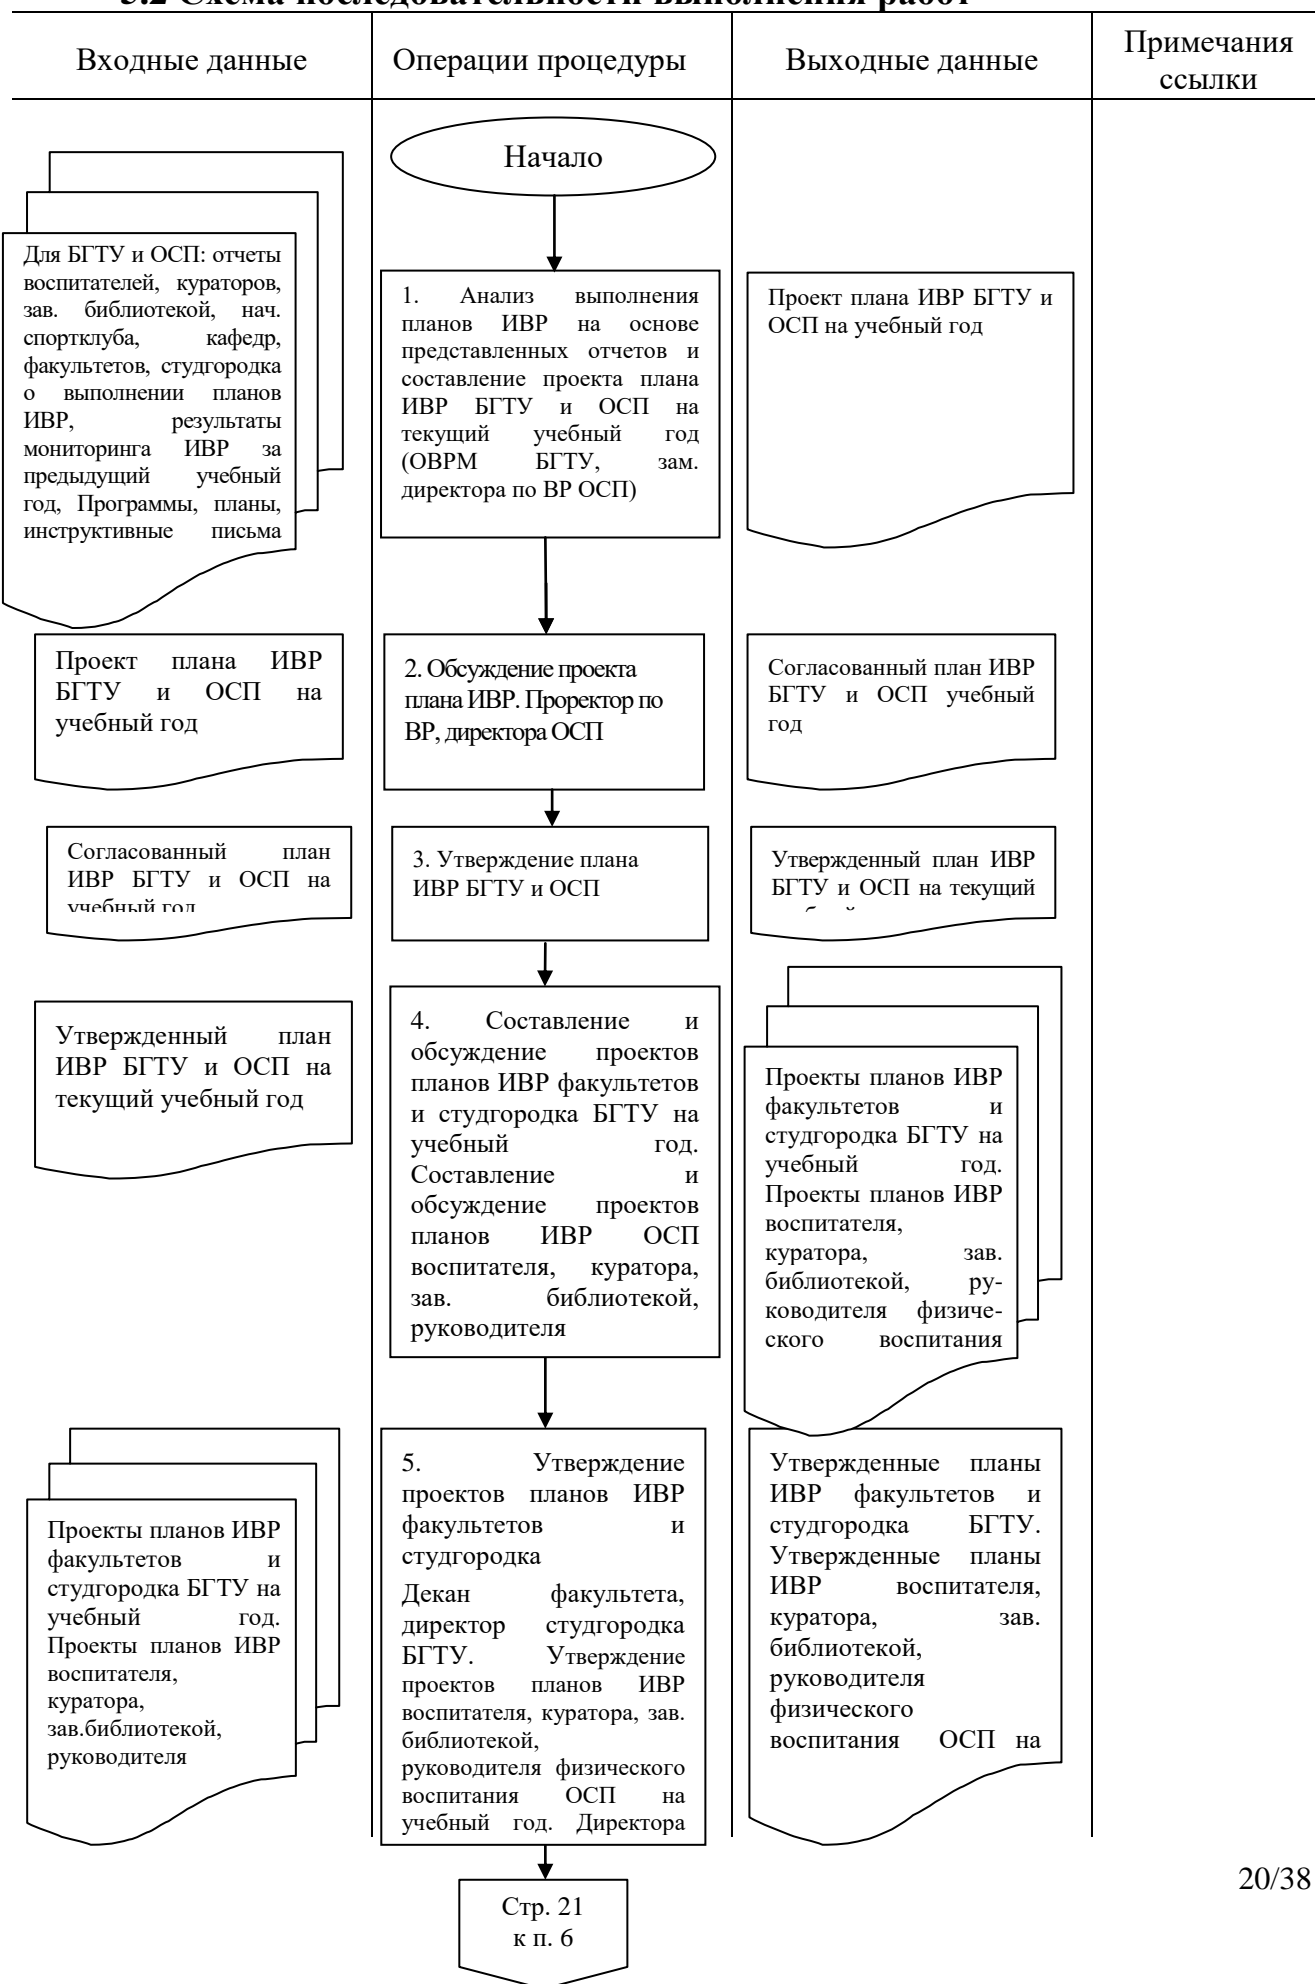 Входные данные
Операции процедуры
Выходные данные
Примечания
ссылки
Начало
Для БГТУ и ОСП: отчеты
воспитателей, кураторов,
зав. библиотекой, нач.
спортклуба, кафедр,
факультетов, студгородка
о выполнении планов
ИВР, результаты
мониторинга ИВР за
предыдущий учебный
год, Программы, планы,
инструктивные письма
1. Анализ выполнения
планов ИВР на основе
представленных отчетов и
составление проекта плана
ИВР БГТУ и ОСП на
текущий учебный год
(ОВРМ БГТУ, зам.
директора по ВР ОСП)
Проект плана ИВР БГТУ и
ОСП на учебный год
Проект плана ИВР
БГТУ и ОСП на
учебный год
2. Обсуждение проекта
плана ИВР. Проректор по
ВР, директора ОСП
Согласованный план ИВР
БГТУ и ОСП учебный
год
Согласованный план
ИВР БГТУ и ОСП на
учебный год
3. Утверждение плана
ИВР БГТУ и ОСП
Утвержденный план ИВР
БГТУ и ОСП на текущий
Утвержденный план
ИВР БГТУ и ОСП на
текущий учебный год
4. Составление и
обсуждение проектов
планов ИВР факультетов
и студгородка БГТУ на
учебный год.
Составление и
обсуждение проектов
планов ИВР ОСП
воспитателя, куратора,
зав. библиотекой,
руководителя
Проекты планов ИВР
факультетов и
студгородка БГТУ на
учебный год.
Проекты планов ИВР
воспитателя,
куратора, зав.
библиотекой, ру-
ководителя физиче-
ского воспитания
Проекты планов ИВР
факультетов и
студгородка БГТУ на
учебный год.
Проекты планов ИВР
воспитателя,
куратора,
зав.библиотекой,
руководителя
5. Утверждение
проектов планов ИВР
факультетов и
студгородка
Декан факультета,
директор студгородка
БГТУ. Утверждение
проектов планов ИВР
воспитателя, куратора, зав.
библиотекой,
руководителя физического
воспитания ОСП на
учебный год. Директора
Утвержденные планы
ИВР факультетов и
студгородка БГТУ.
Утвержденные планы
ИВР воспитателя,
куратора, зав.
библиотекой,
руководителя
физического
воспитания ОСП на
Стр. 21
к п. 6
20/38